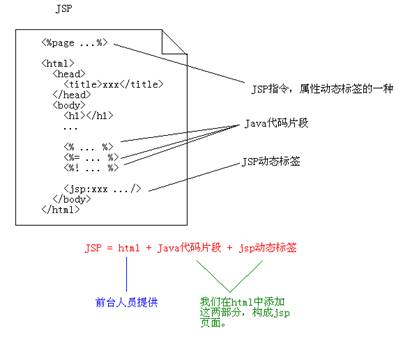 JSP
<%page ...%>
<html>
<head>
<title>xxx</title>
</head>
<body>
<h1></h1>
...
<% ... %>
<%= ... %>
<%! ... %>
<jsp:xxx .../>
</body>
</html>
JSP指令，属性动态标签的一种
Java代码片段
JSP动态标签
JSP = html + Java代码片段 + jsp动态标签
前台人员提供
我们在html中添加
这两部分，构成jsp
页面。